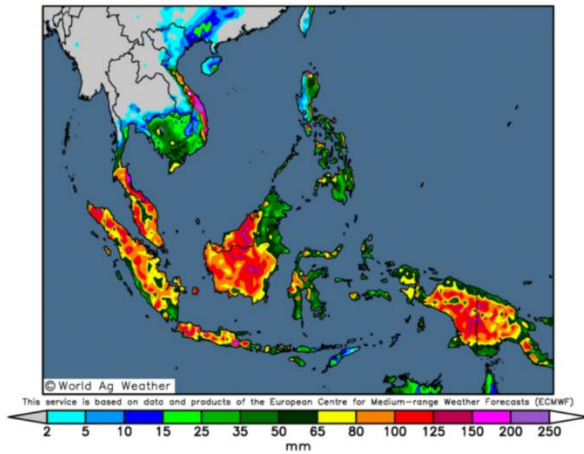 © World Ag Weather
This service is based on data and products of the European Centre for Medium-range Weather Forecasts (ECMWF)
2 5 10 15 25 35 50 65 80 100 125 150 200 250
mm